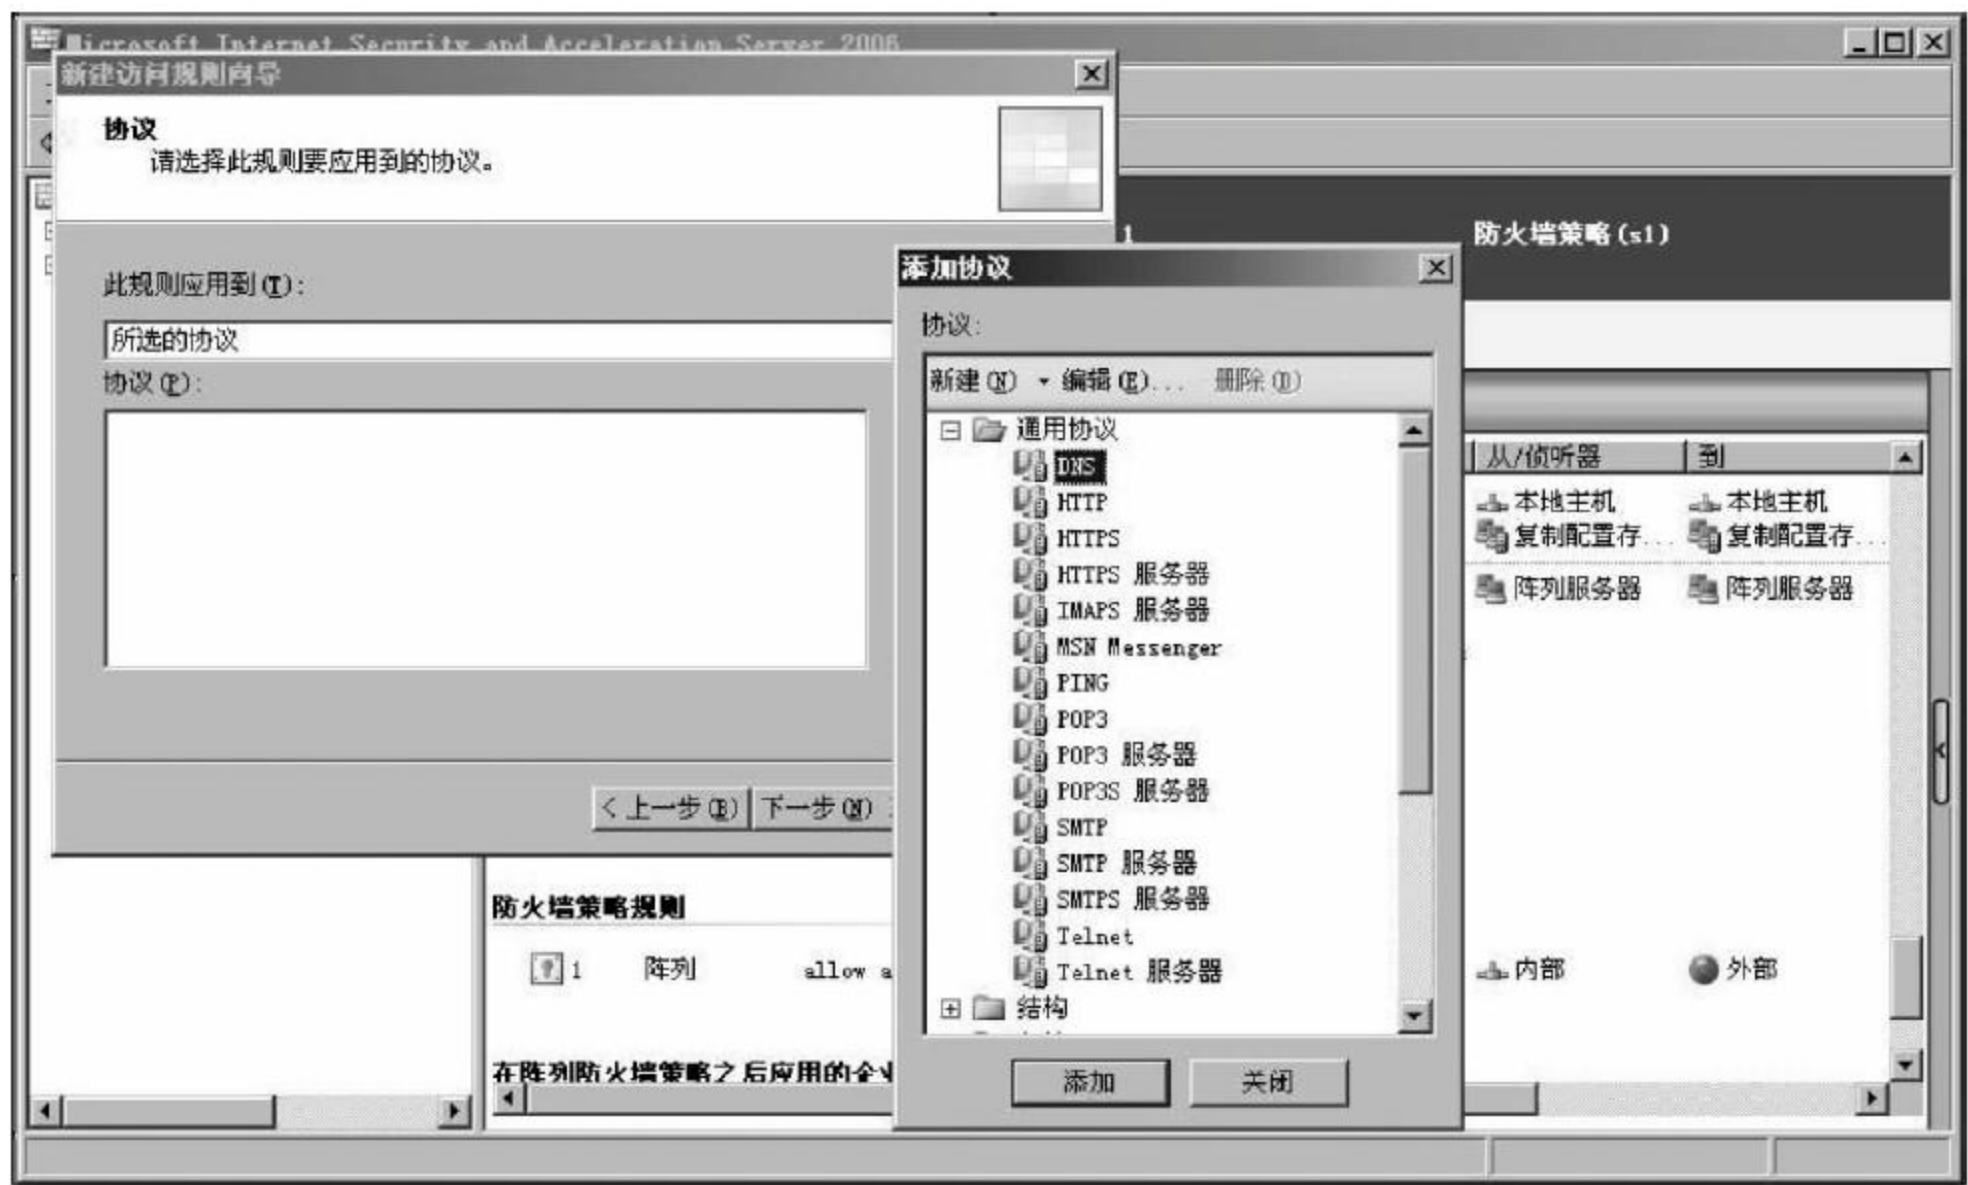 Microsoft Internet Security and Acceleration Server 2006
新建访问规则向导
协议
请选择此规则要应用到的协议。
此规则应用到(T):
所选的协议
协议(P):
<上一步(B)
下一步(N)
1
防火墙策略(s1)
添加协议
协议:
新建(N)
编辑(E)...
删除(D)
通用协议
DNS
HTTP
HTTPS
HTTPS 服务器
IMAPS 服务器
MSN Messenger
PING
POP3
POP3 服务器
POP3S 服务器
SMTP
SMTP 服务器
SMTPS 服务器
Telnet
Telnet 服务器
结构
添加
关闭
从/侦听器 到
本地主机 本地主机
复制配置存... 复制配置存...
阵列服务器 阵列服务器
防火墙策略规则
1 阵列 allow a
内部 外部
在阵列防火墙策略之后应用的企